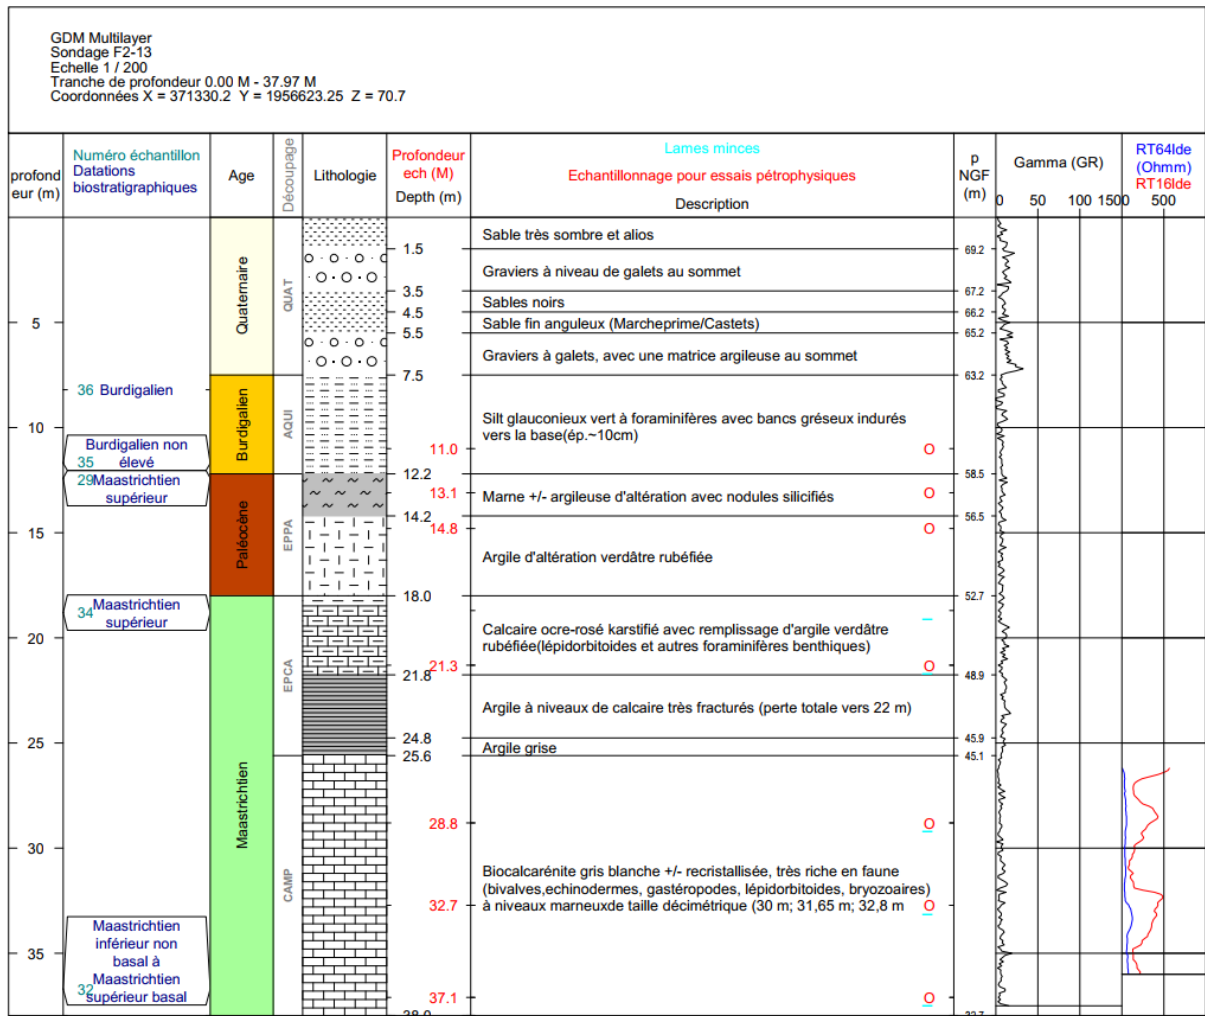 GDM Multilayer
Sondage F2-13
Echelle 1 / 200
Tranche de profondeur 0.00 M - 37.97 M
Coordonnées X = 371330.2 Y = 1956623.25 Z = 70.7
profond
eur (m)
Numéro échantillon
Datations
biostratigraphiques
Age
Découpage
Lithologie
Profondeur
ech (M)
Depth (m)
Lames minces
Echantillonnage pour essais pétrophysiques
Description
p
NGF
(m)
Gamma (GR)
0 50 100 150
RT64lde
(Ohmm)
RT16lde
0 500
Quaternaire
QUAT
Sable très sombre et alios
1.5
69.2
Graviers à niveau de galets au sommet
3.5
67.2
Sables noirs
4.5
66.2
5
Sable fin anguleux (Marcheprime/Castets)
5.5
65.2
Graviers à galets, avec une matrice argileuse au sommet
7.5
63.2
36 Burdigalien
Burdigalien
AQUI
Silt glauconieux vert à foraminifères avec bancs gréseux indurés
vers la base(ép.~10cm)
10
Burdigalien non
35 élevé
11.0 O
12.2
58.5
29 Maastrichtien
supérieur
Paléocène
EPPA
13.1 O
Marne +/- argileuse d'altération avec nodules silicifiés
14.2
56.5
14.8 O
15
Argile d'altération verdâtre rubéfiée
18.0
52.7
34 Maastrichtien
supérieur
Maastrichtien
EPCA
20
Calcaire ocre-rosé karstifié avec remplissage d'argile verdâtre
rubéfiée(lépidorbitoides et autres foraminifères benthiques)
21.3 O
21.8
48.9
Argile à niveaux de calcaire très fracturés (perte totale vers 22 m)
24.8
45.9
25
Argile grise
25.6
45.1
CAMP
28.8 O
30
Biocalcarénite gris blanche +/- recristallisée, très riche en faune
(bivalves,echinodermes, gastéropodes, lépidorbitoides, bryozoaires)
à niveaux marneuxde taille décimétrique (30 m; 31,65 m; 32,8 m
32.7 O
35
Maastrichtien
inférieur non
basal à
Maastrichtien
32 supérieur basal
37.1 O